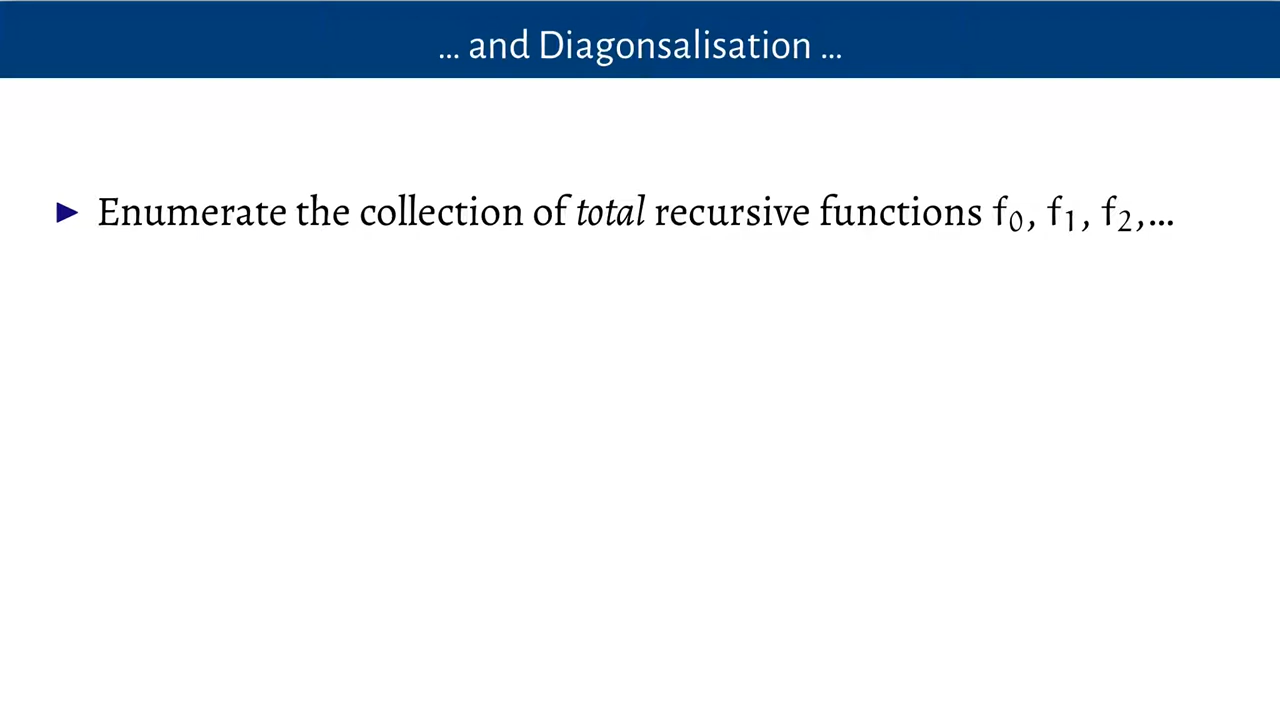 ... and Diagonsalisation ...
► Enumerate the collection of total recursive functions f₀, f₁, f₂,...